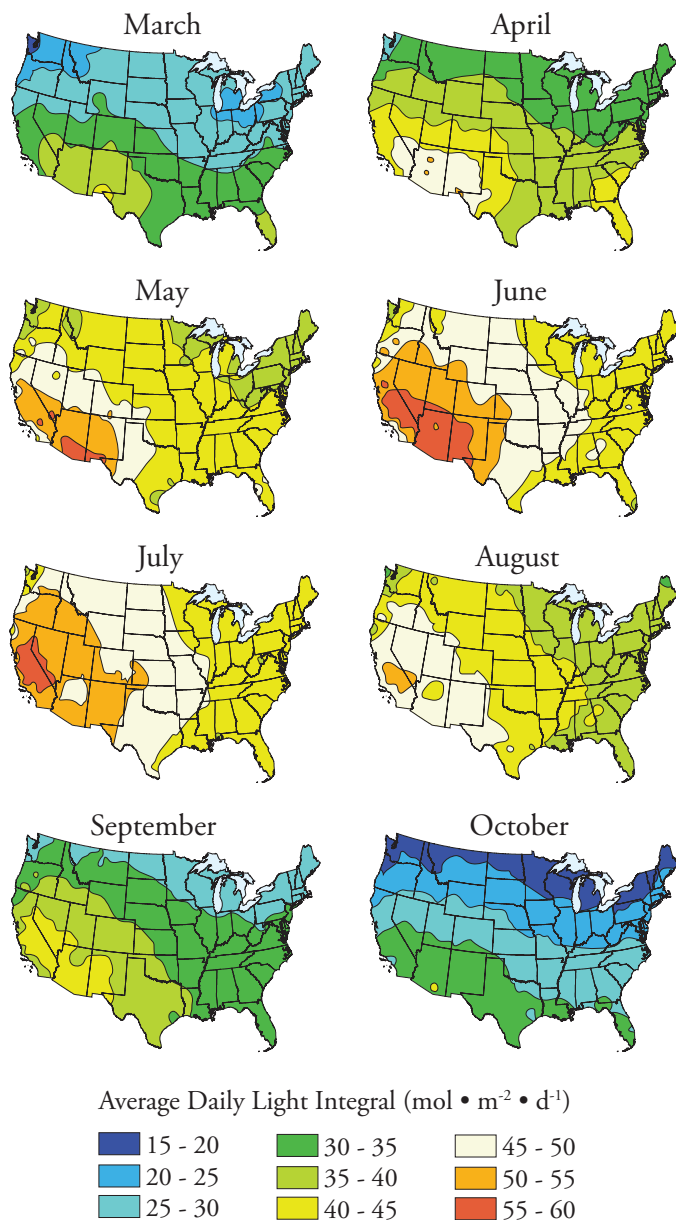 March
April
May
June
July
August
September
October
Average Daily Light Integral (mol • m-2 • d-1)
15 - 20
30 - 35
45 - 50
20 - 25
35 - 40
50 - 55
25 - 30
40 - 45
55 - 60